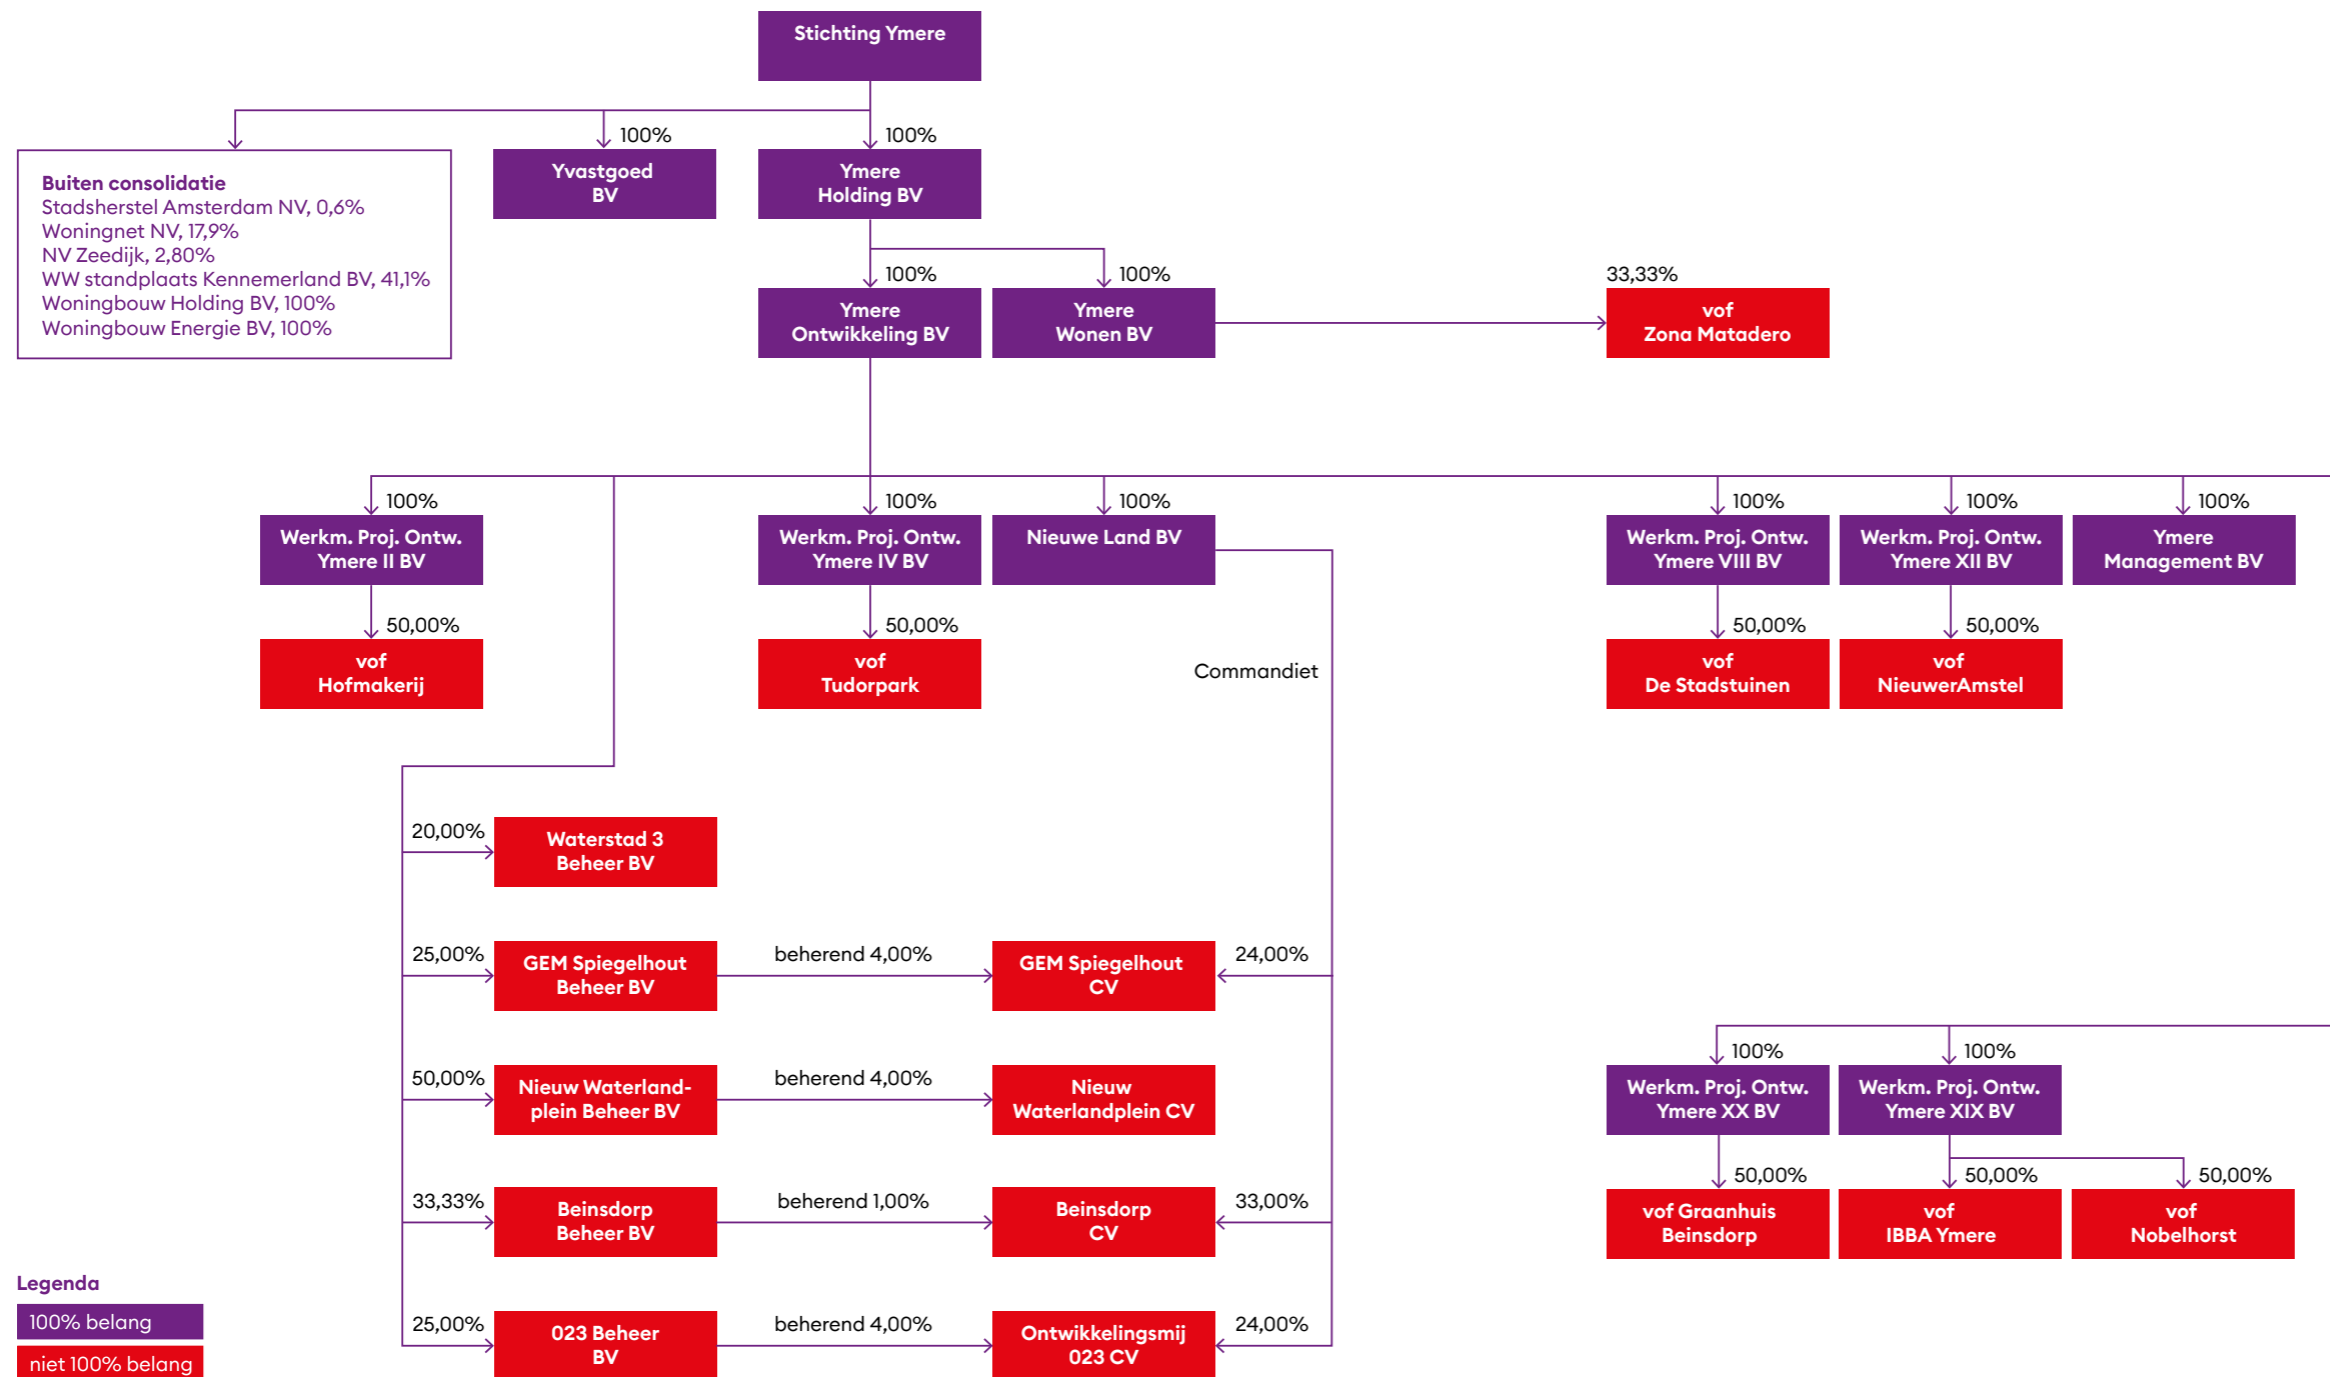 Stichting Ymere
100%
100%
Buiten consolidatie
Stadsherstel Amsterdam NV, 0,6%
Woningnet NV, 17,9%
NV Zeedijk, 2,80%
WW standplaats Kennemerland BV, 41,1%
Woningbouw Holding BV, 100%
Woningbouw Energie BV, 100%
Yvastgoed
BV
Ymere
Holding BV
100%
100%
33,33%
Ymere
Ontwikkeling BV
Ymere
Wonen BV
vof
Zona Matadero
100%
100%
100%
100%
100%
100%
Werkm. Proj. Ontw.
Ymere II BV
Werkm. Proj. Ontw.
Ymere IV BV
Nieuwe Land BV
Werkm. Proj. Ontw.
Ymere VIII BV
Werkm. Proj. Ontw.
Ymere XII BV
Ymere
Management BV
50,00%
50,00%
50,00%
50,00%
vof
Hofmakerij
vof
Tudorpark
Commandiet
vof
De Stadstuinen
vof
NieuwerAmstel
20,00%
Waterstad 3
Beheer BV
25,00%
GEM Spiegelhout
Beheer BV
beherend 4,00%
GEM Spiegelhout
CV
24,00%
50,00%
Nieuw Waterland-
plein Beheer BV
beherend 4,00%
Nieuw
Waterlandplein CV
100%
100%
Werkm. Proj. Ontw.
Ymere XX BV
Werkm. Proj. Ontw.
Ymere XIX BV
33,33%
Beinsdorp
Beheer BV
beherend 1,00%
Beinsdorp
CV
33,00%
50,00%
50,00%
50,00%
vof Graanhuis
Beinsdorp
vof
IBBA Ymere
vof
Nobelhorst
25,00%
023 Beheer
BV
beherend 4,00%
Ontwikkelingsmij
023 CV
24,00%
Legenda
100% belang
niet 100% belang